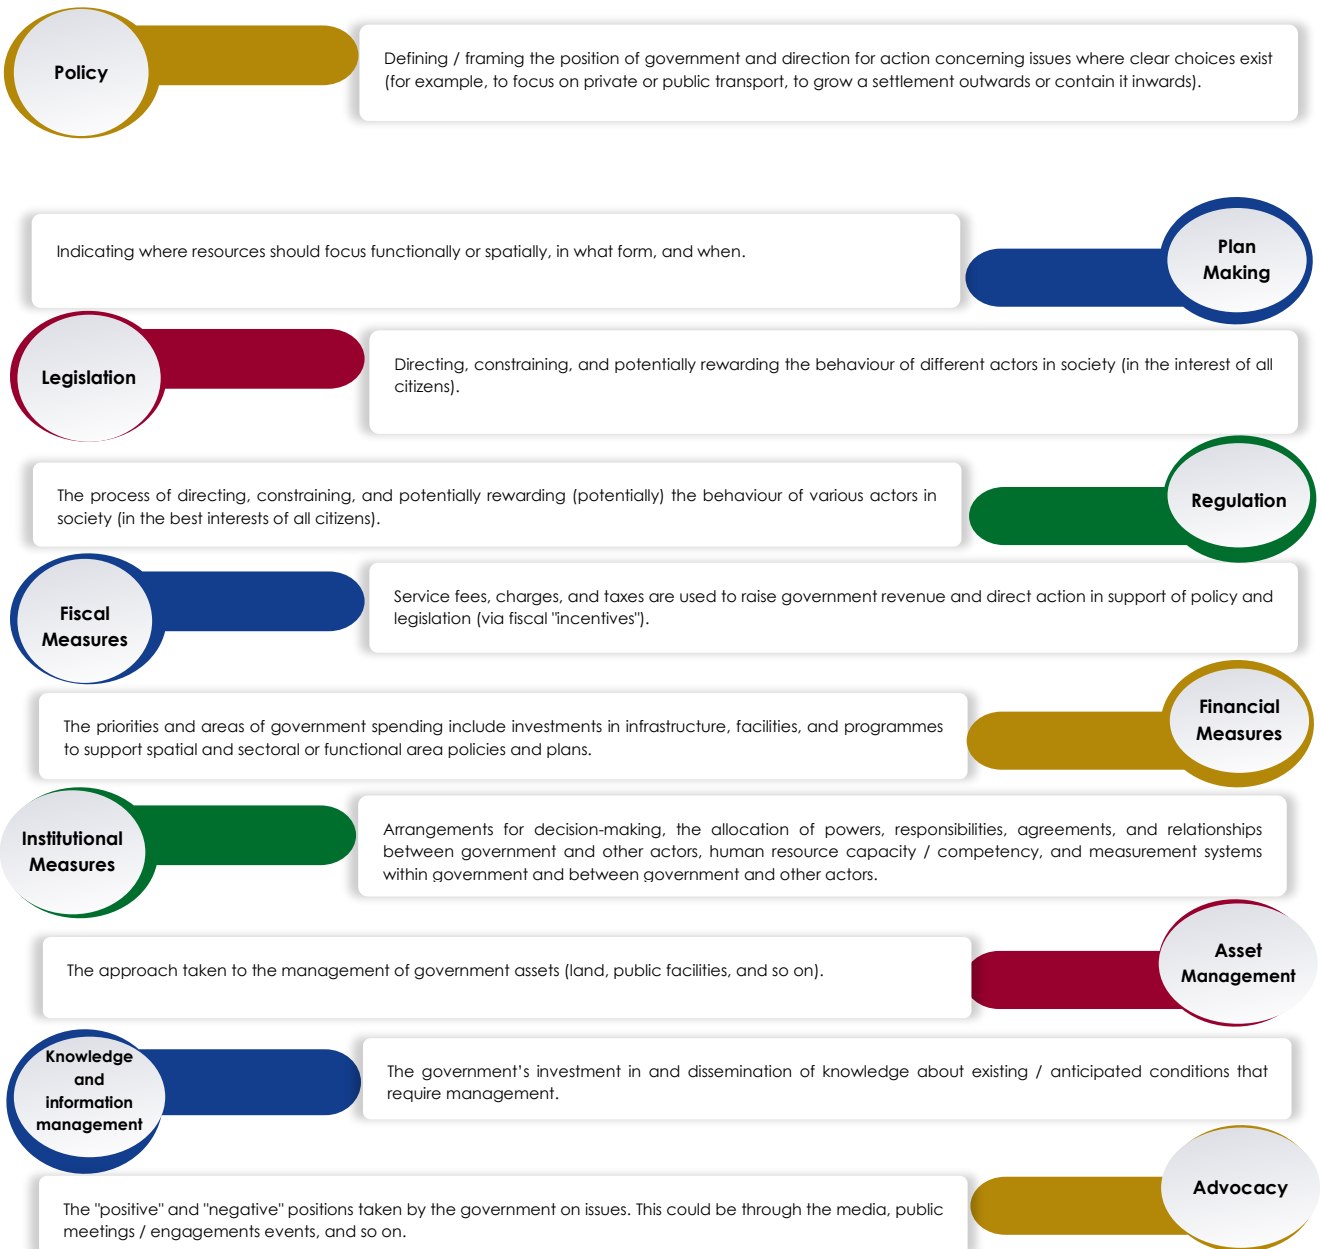 Policy
Defining / framing the position of government and direction for action concerning issues where clear choices exist
(for example, to focus on private or public transport, to grow a settlement outwards or contain it inwards).
Indicating where resources should focus functionally or spatially, in what form, and when.
Plan
Making
Legislation
Directing, constraining, and potentially rewarding the behaviour of different actors in society (in the interest of all
citizens).
The process of directing, constraining, and potentially rewarding (potentially) the behaviour of various actors in
society (in the best interests of all citizens).
Regulation
Fiscal
Measures
Service fees, charges, and taxes are used to raise government revenue and direct action in support of policy and
legislation (via fiscal "incentives").
The priorities and areas of government spending include investments in infrastructure, facilities, and programmes
to support spatial and sectoral or functional area policies and plans.
Financial
Measures
Institutional
Measures
Arrangements for decision-making, the allocation of powers, responsibilities, agreements, and relationships
between government and other actors, human resource capacity / competency, and measurement systems
within government and between government and other actors.
The approach taken to the management of government assets (land, public facilities, and so on).
Asset
Management
Knowledge
and
information
management
The government’s investment in and dissemination of knowledge about existing / anticipated conditions that
require management.
The "positive" and "negative" positions taken by the government on issues. This could be through the media, public
meetings / engagements events, and so on.
Advocacy